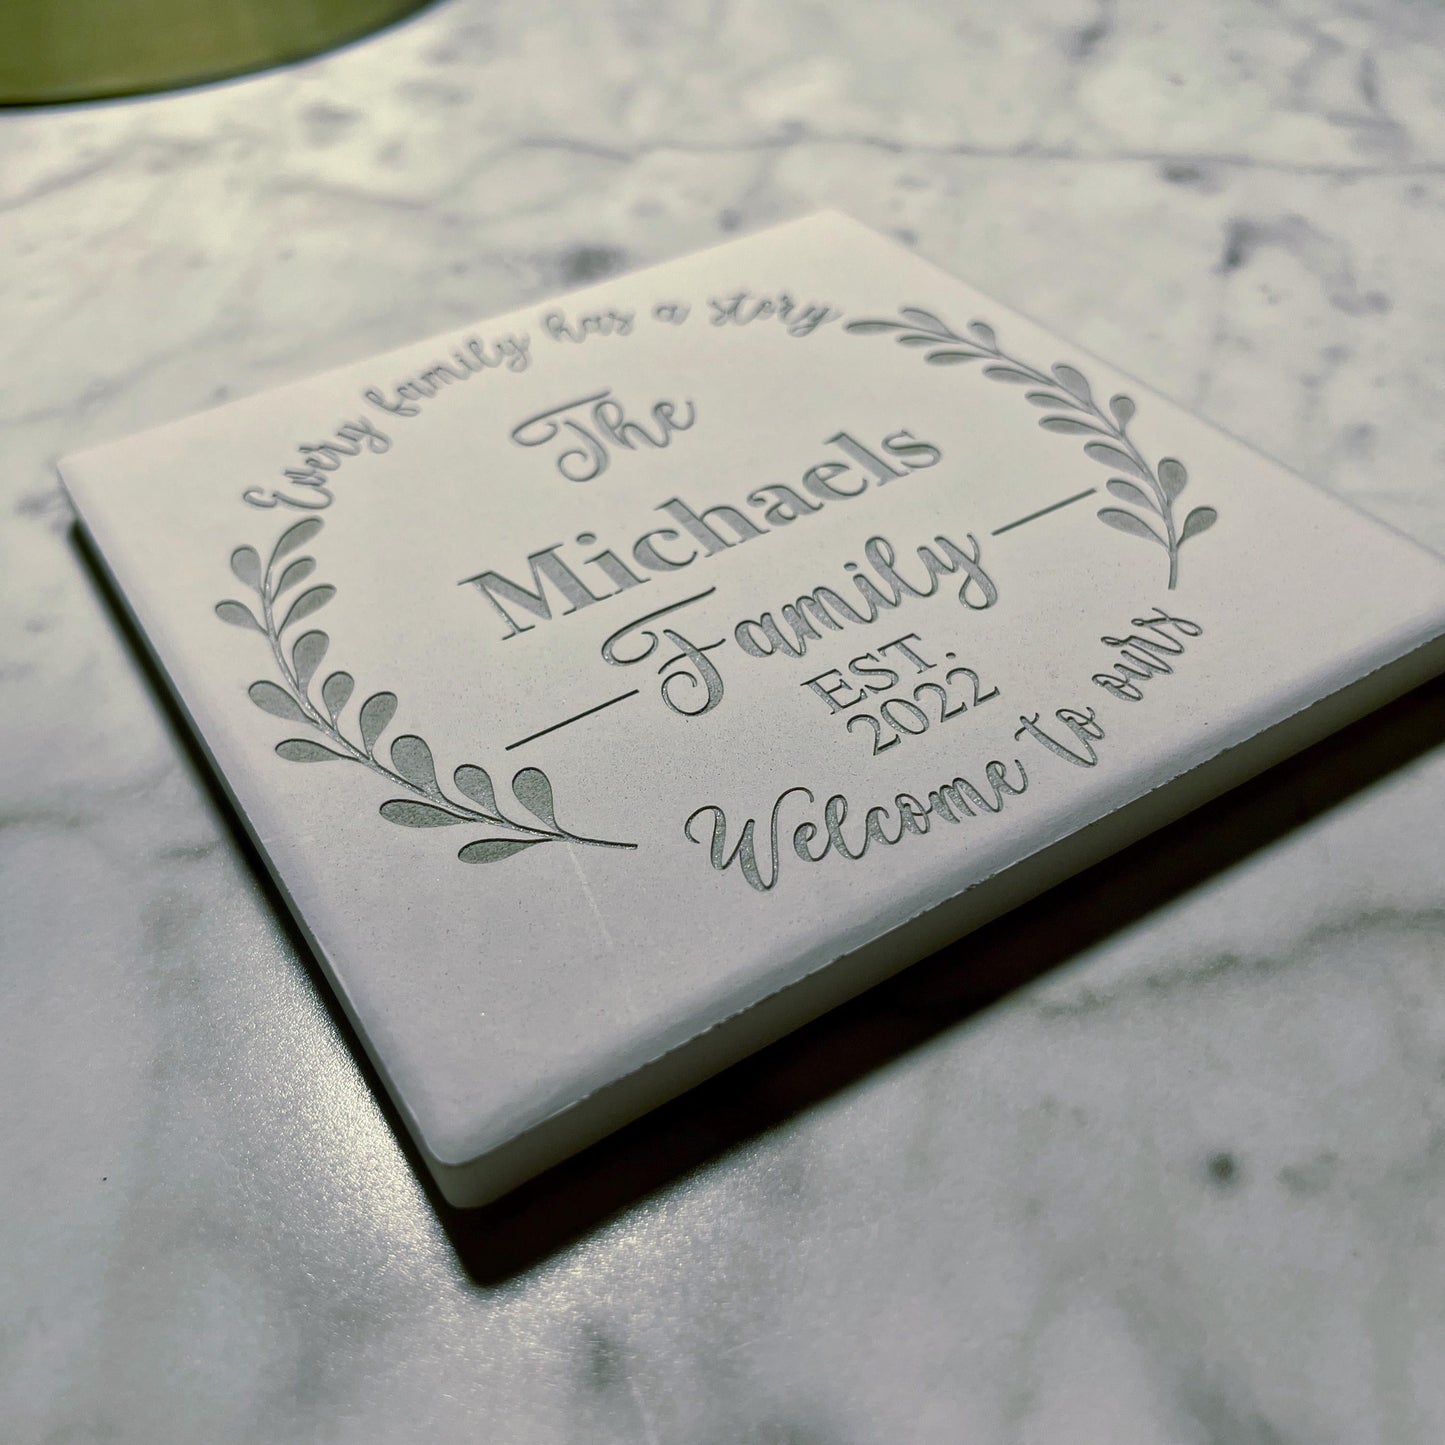 Every family has a story
The
Michaels
Family
EST.
2022
Welcome to ours